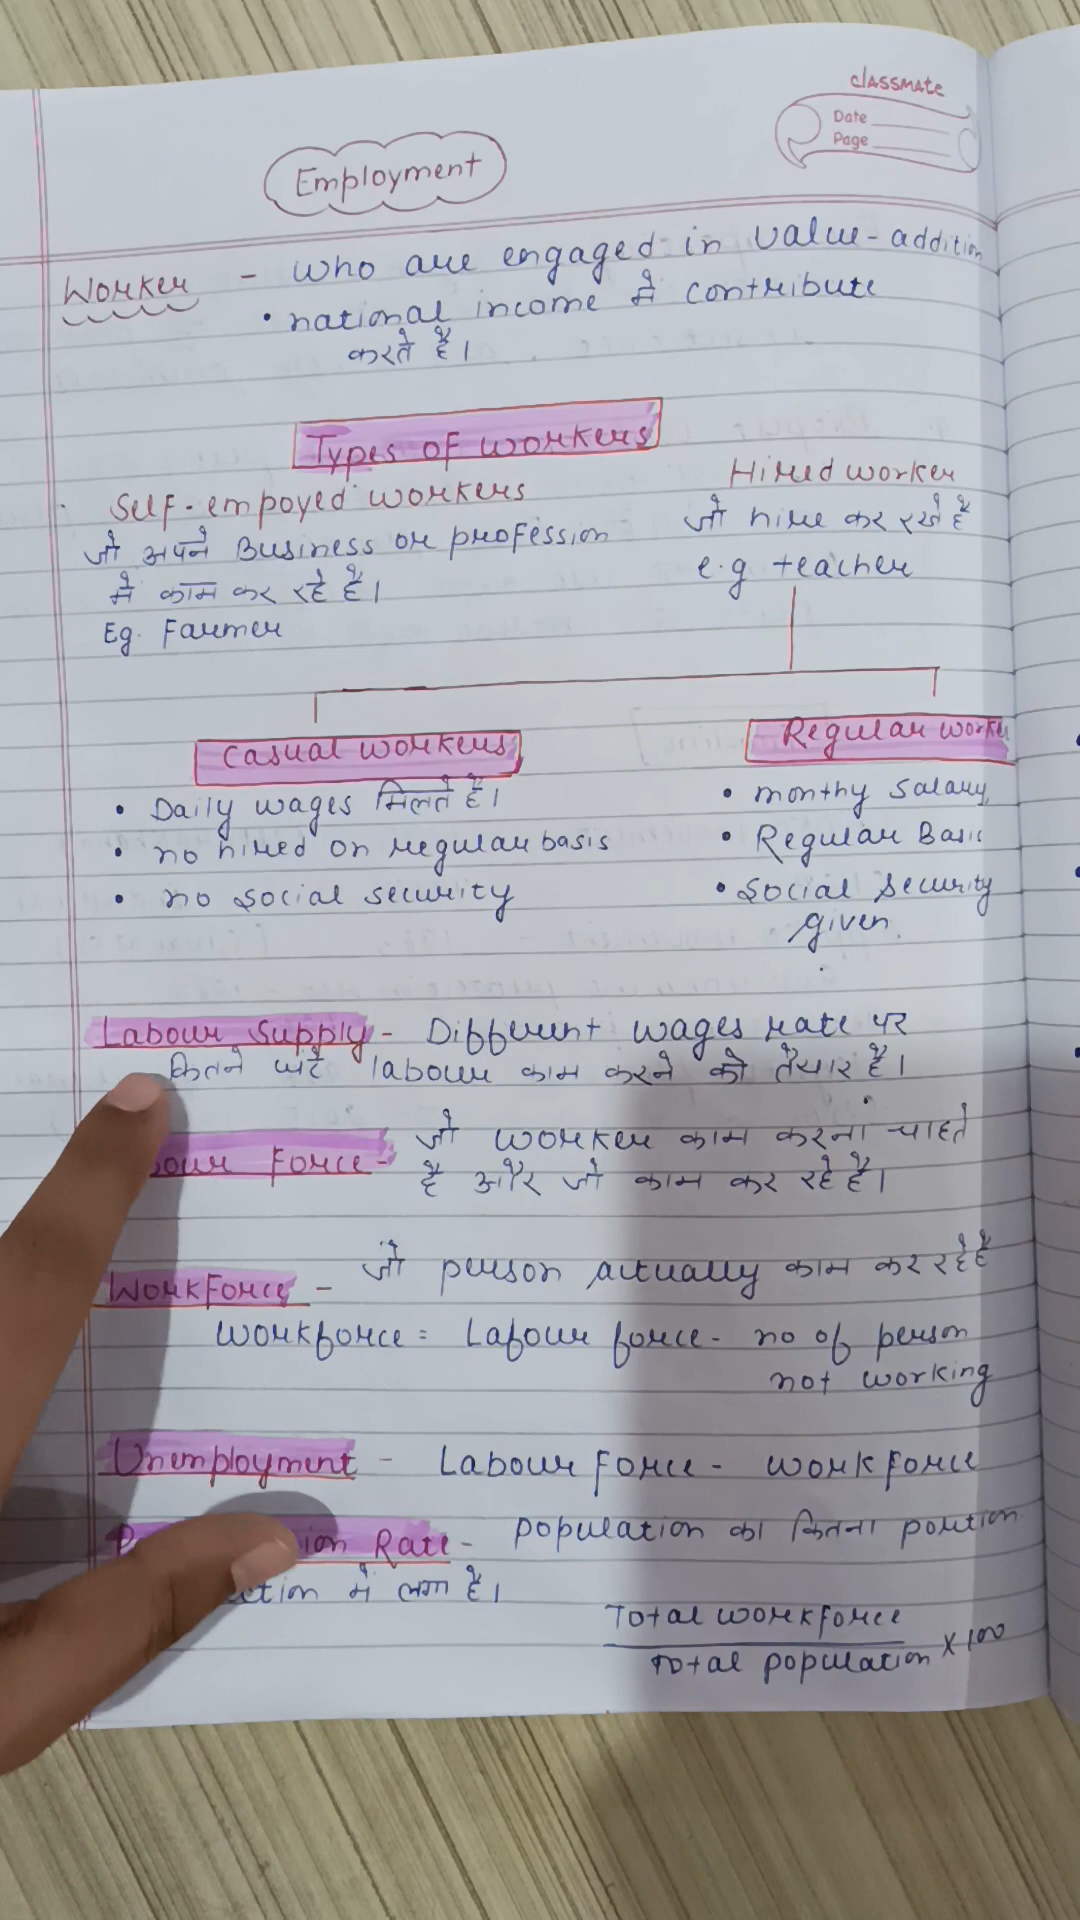 classmate
Date
Page
Employment
Worker - who are engaged in value-addition
• national income मे contribute
करते है।
Types of workers
Self-empoyed workers
जो अपने Business or profession
मे काम कर रहे है।
Eg. Farmer
Hired worker
जो hire कर रखे है
e.g teacher
Casual workers
• Daily wages मिलते है।
• no hired on regular basis
• no social security
Regular
• monthy salary
• Regular
• Social Security
given.
Labour Supply - Different wages rate पर
कितने घंटे labour काम करने को तैयार है।
Force - जो worker काम करना चाहते
है और जो काम कर रहे है।
Workforce - जो person actually काम कर रहे है
workforce = Labour force - no of person
not working
Unemployment - Labour Force - workforce
Rate - population का कितना portion
मे लगा है।
Total workforce
Total population × 100